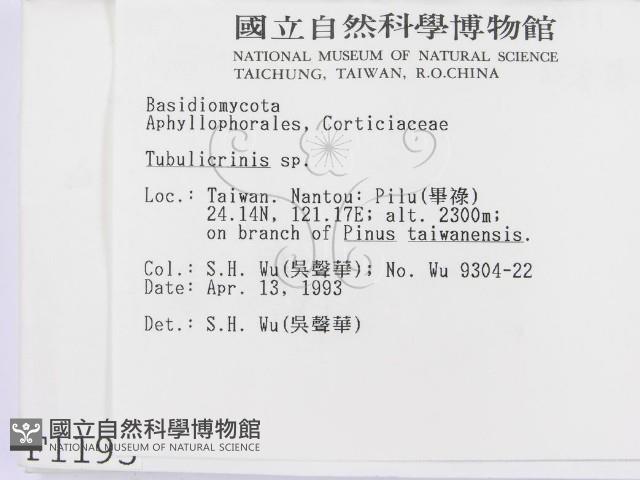 國立自然科學博物館
NATIONAL MUSEUM OF NATURAL SCIENCE
TAICHUNG, TAIWAN, R.O.CHINA
Basidiomycota
Aphyllophorales, Corticiaceae
Tubulicrinis sp.
Loc.: Taiwan. Nantou: Pilu(畢祿)
24.14N, 121.17E; alt. 2300m;
on branch of Pinus taiwanensis.
Col.: S.H. Wu(吳聲華); No. Wu 9304-22
Date: Apr. 13, 1993
Det.: S.H. Wu(吳聲華)
國立自然科學博物館
NATIONAL MUSEUM OF NATURAL SCIENCE